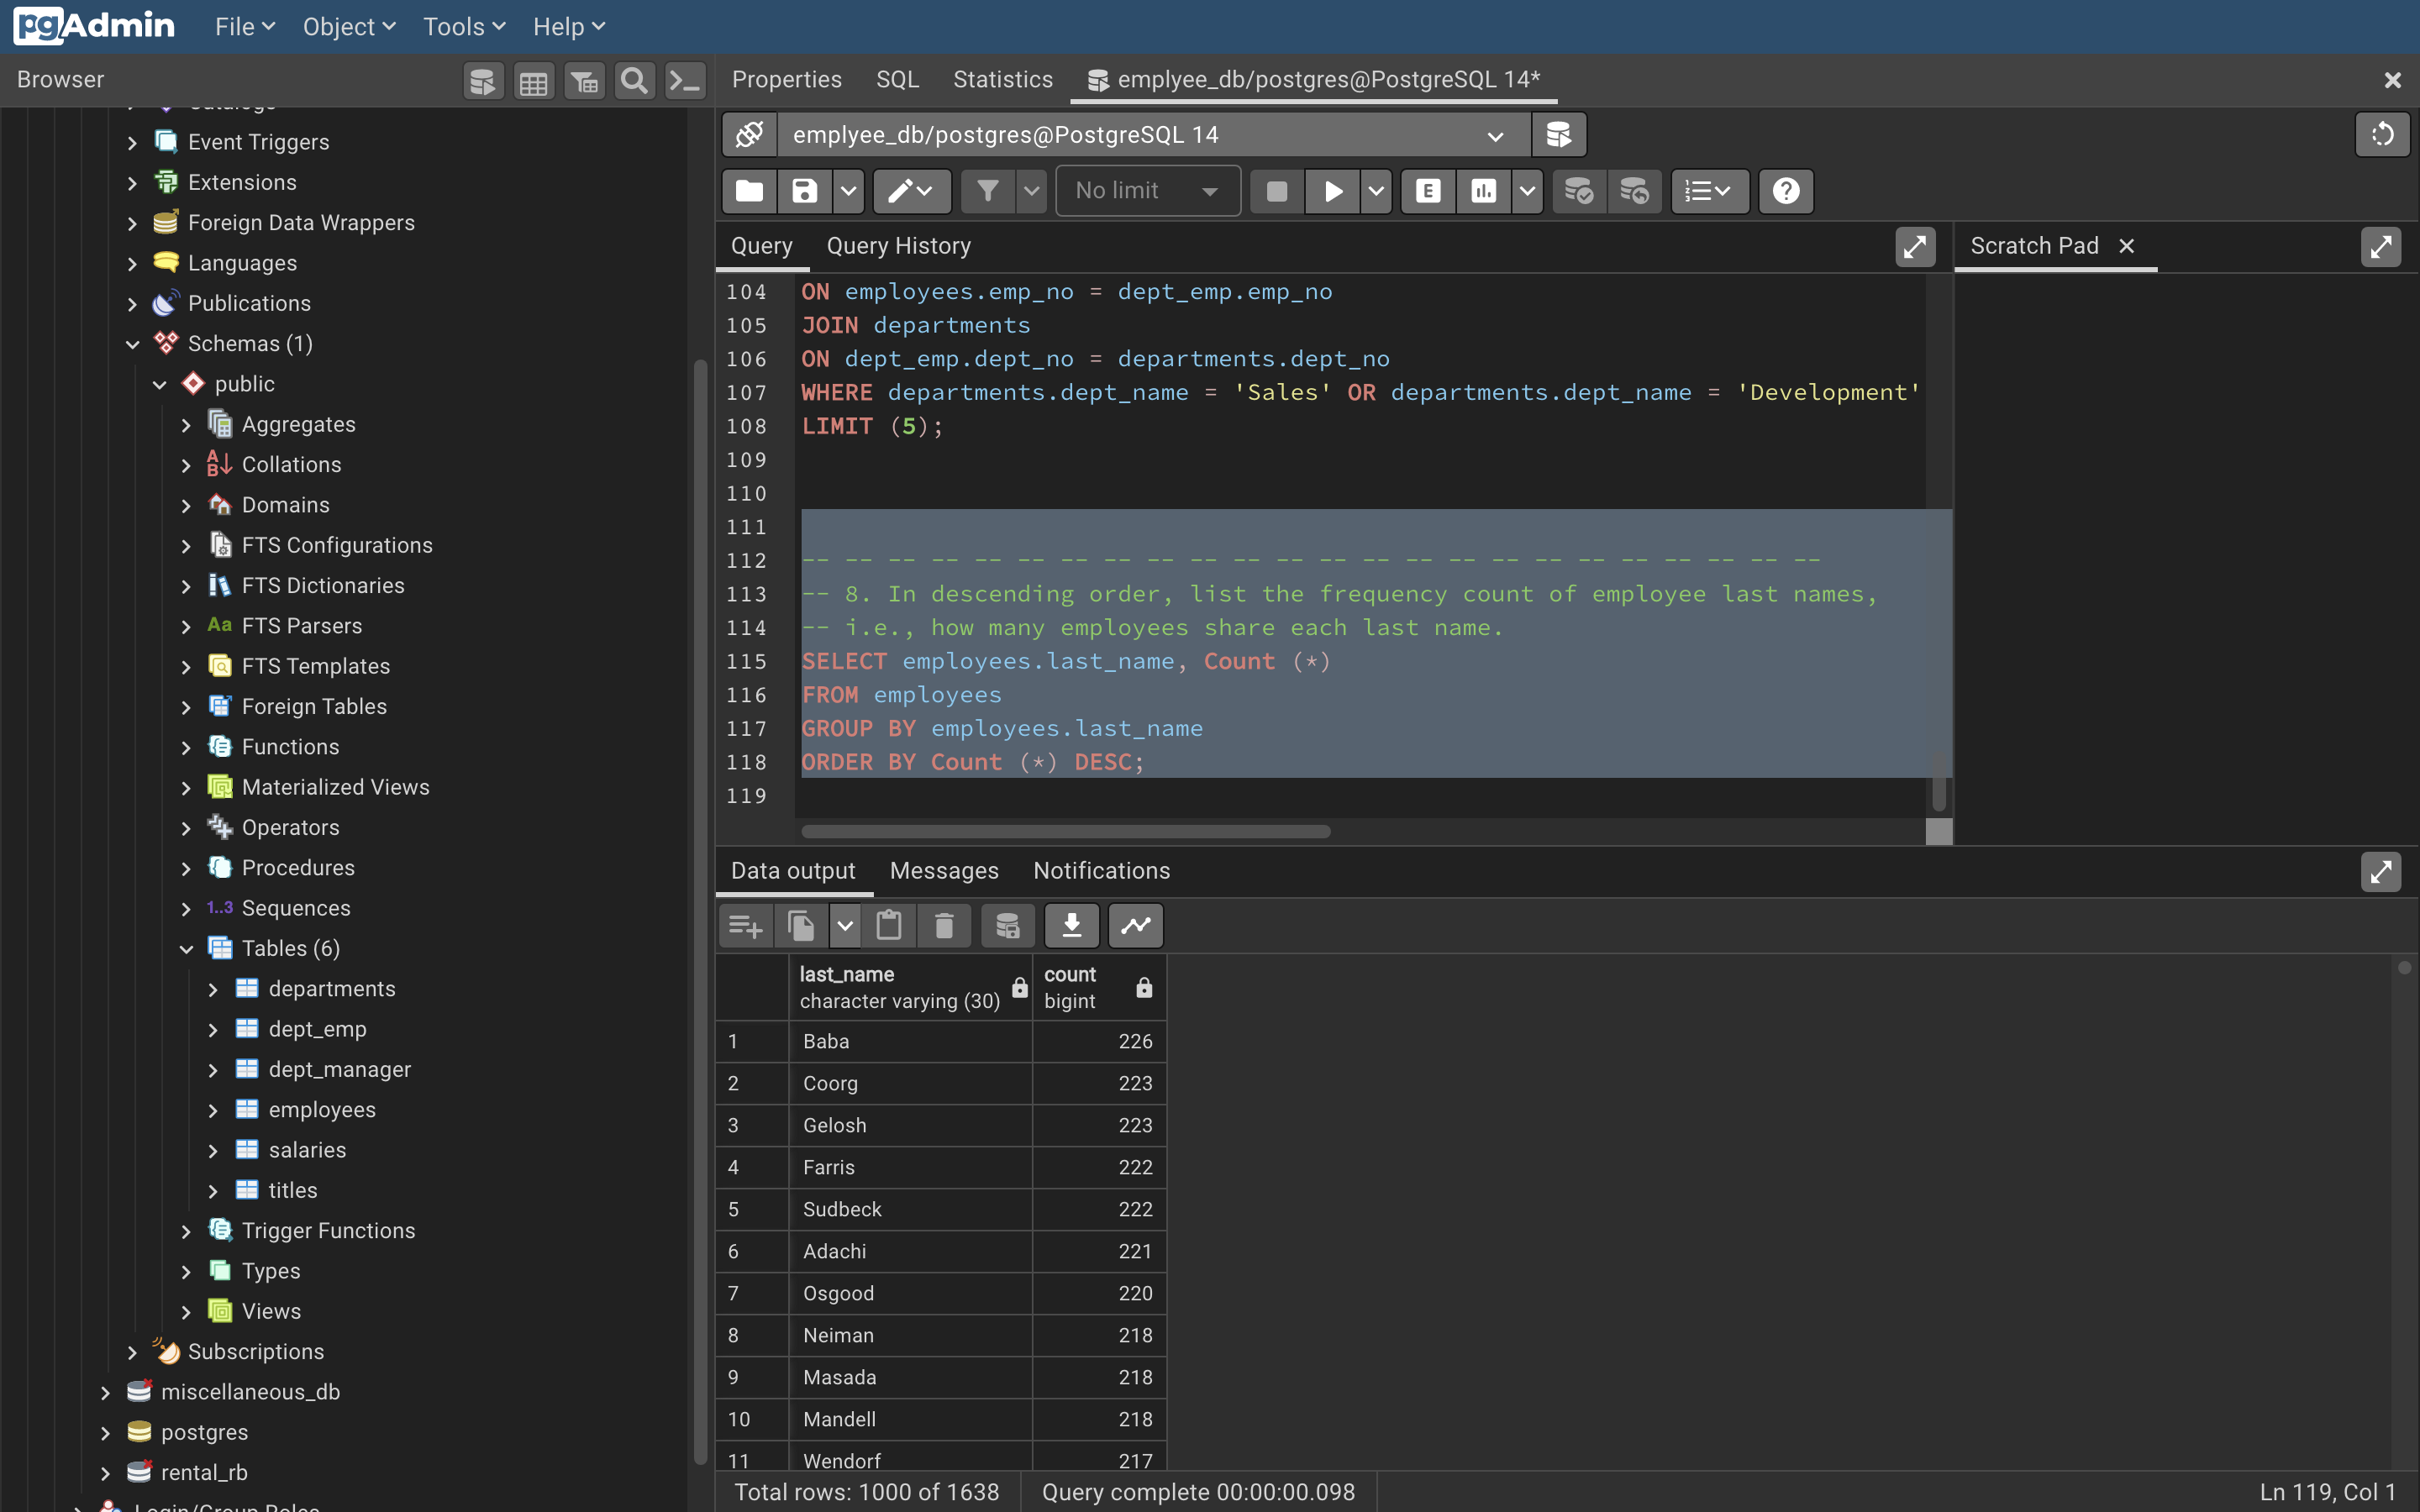 pgAdmin File Object Tools Help
Browser
Properties SQL Statistics emplyee_db/postgres@PostgreSQL 14*
emplyee_db/postgres@PostgreSQL 14
No limit
E
Query Query History
Scratch Pad
Catalogs
Event Triggers
Extensions
Foreign Data Wrappers
Languages
Publications
Schemas (1)
public
Aggregates
Collations
Domains
FTS Configurations
FTS Dictionaries
Aa FTS Parsers
FTS Templates
Foreign Tables
Functions
Materialized Views
Operators
Procedures
1..3 Sequences
Tables (6)
departments
dept_emp
dept_manager
employees
salaries
titles
Trigger Functions
Types
Views
Subscriptions
miscellaneous_db
postgres
rental_rb
Login/Group Roles
104 ON employees.emp_no = dept_emp.emp_no
105 JOIN departments
106 ON dept_emp.dept_no = departments.dept_no
107 WHERE departments.dept_name = 'Sales' OR departments.dept_name = 'Development'
108 LIMIT (5);
109
110
111
112 -- -- -- -- -- -- -- -- -- -- -- -- -- -- -- -- -- -- -- -- -- -- -- --
113 -- 8. In descending order, list the frequency count of employee last names,
114 -- i.e., how many employees share each last name.
115 SELECT employees.last_name, Count (*)
116 FROM employees
117 GROUP BY employees.last_name
118 ORDER BY Count (*) DESC;
119
Data output Messages Notifications
last_name count
character varying (30) bigint
1 Baba 226
2 Coorg 223
3 Gelosh 223
4 Farris 222
5 Sudbeck 222
6 Adachi 221
7 Osgood 220
8 Neiman 218
9 Masada 218
10 Mandell 218
11 Wendorf 217
Total rows: 1000 of 1638 Query complete 00:00:00.098 Ln 119, Col 1